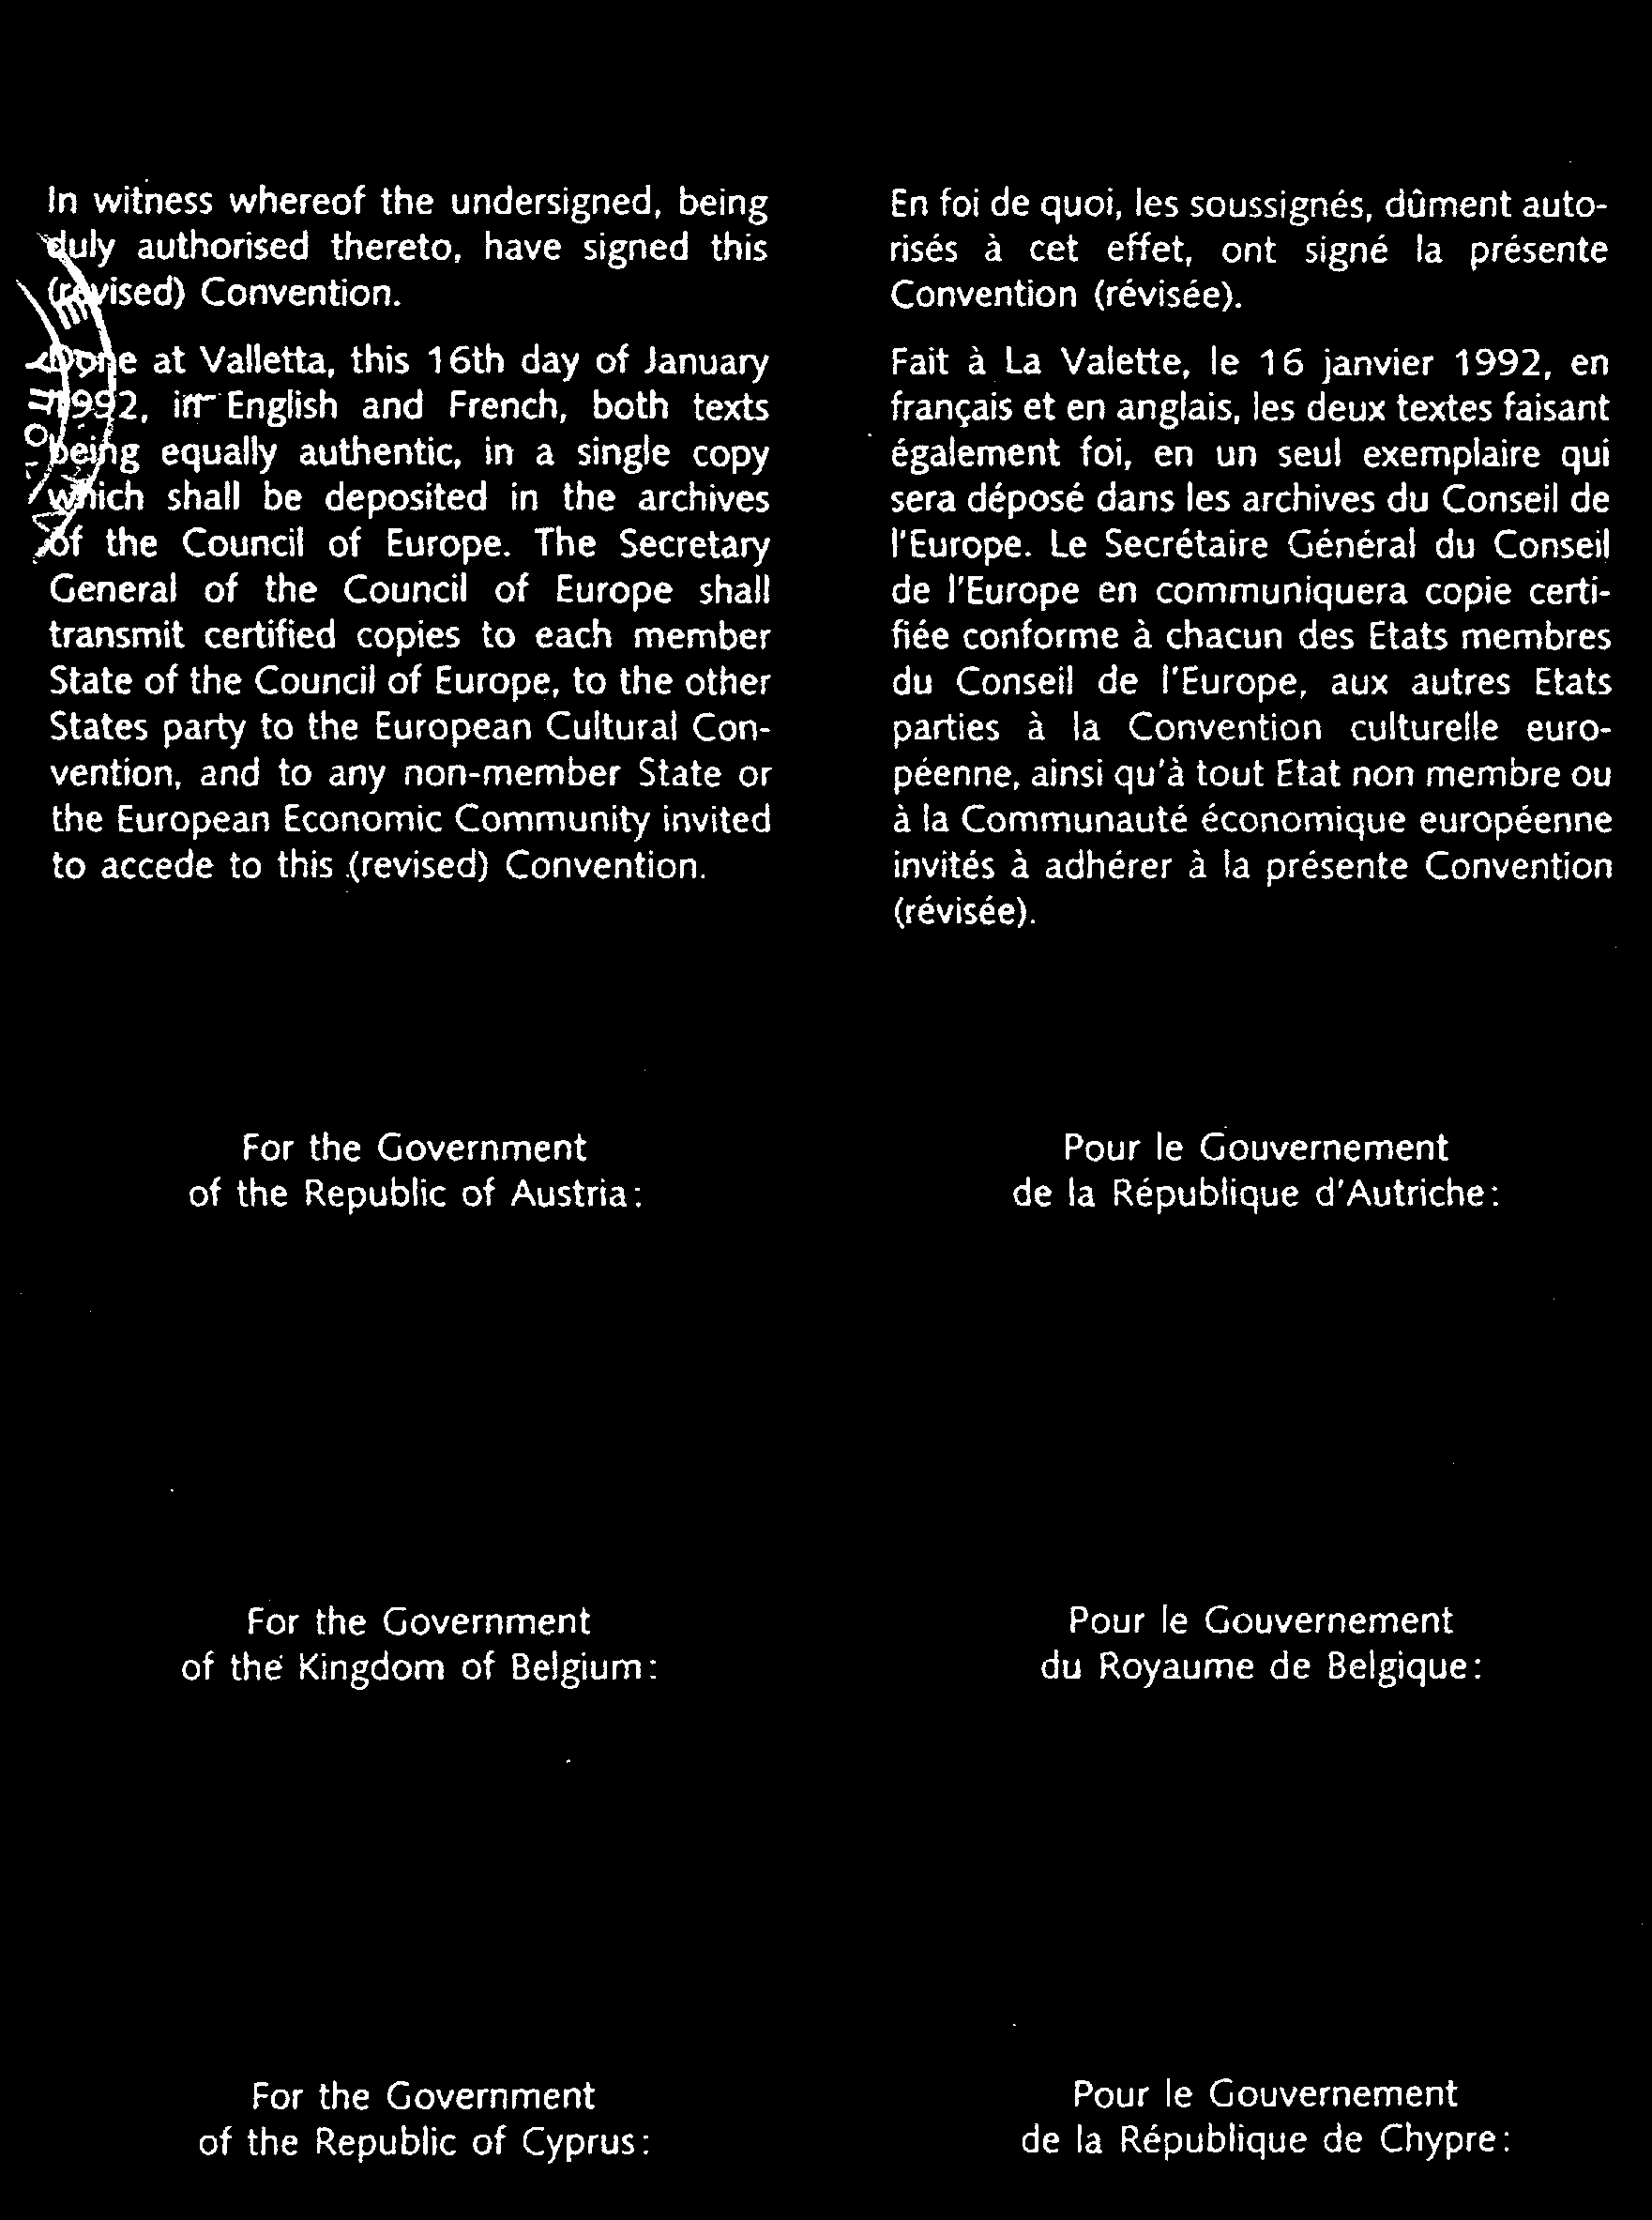 In witness whereof the undersigned, being
duly authorised thereto, have signed this
(revised) Convention.
Done at Valletta, this 16th day of January
1992, in English and French, both texts
being equally authentic, in a single copy
which shall be deposited in the archives
of the Council of Europe. The Secretary
General of the Council of Europe shall
transmit certified copies to each member
State of the Council of Europe, to the other
States party to the European Cultural Con-
vention, and to any non-member State or
the European Economic Community invited
to accede to this (revised) Convention.
En foi de quoi, les soussignés, dûment auto-
risés à cet effet, ont signé la présente
Convention (révisée).
Fait à La Valette, le 16 janvier 1992, en
français et en anglais, les deux textes faisant
également foi, en un seul exemplaire qui
sera déposé dans les archives du Conseil de
l'Europe. Le Secrétaire Général du Conseil
de l'Europe en communiquera copie certi-
fiée conforme à chacun des Etats membres
du Conseil de l'Europe, aux autres Etats
parties à la Convention culturelle euro-
péenne, ainsi qu'à tout Etat non membre ou
à la Communauté économique européenne
invités à adhérer à la présente Convention
(révisée).
For the Government
of the Republic of Austria:
Pour le Gouvernement
de la République d'Autriche:
For the Government
of the Kingdom of Belgium:
Pour le Gouvernement
du Royaume de Belgique:
For the Government
of the Republic of Cyprus:
Pour le Gouvernement
de la République de Chypre: